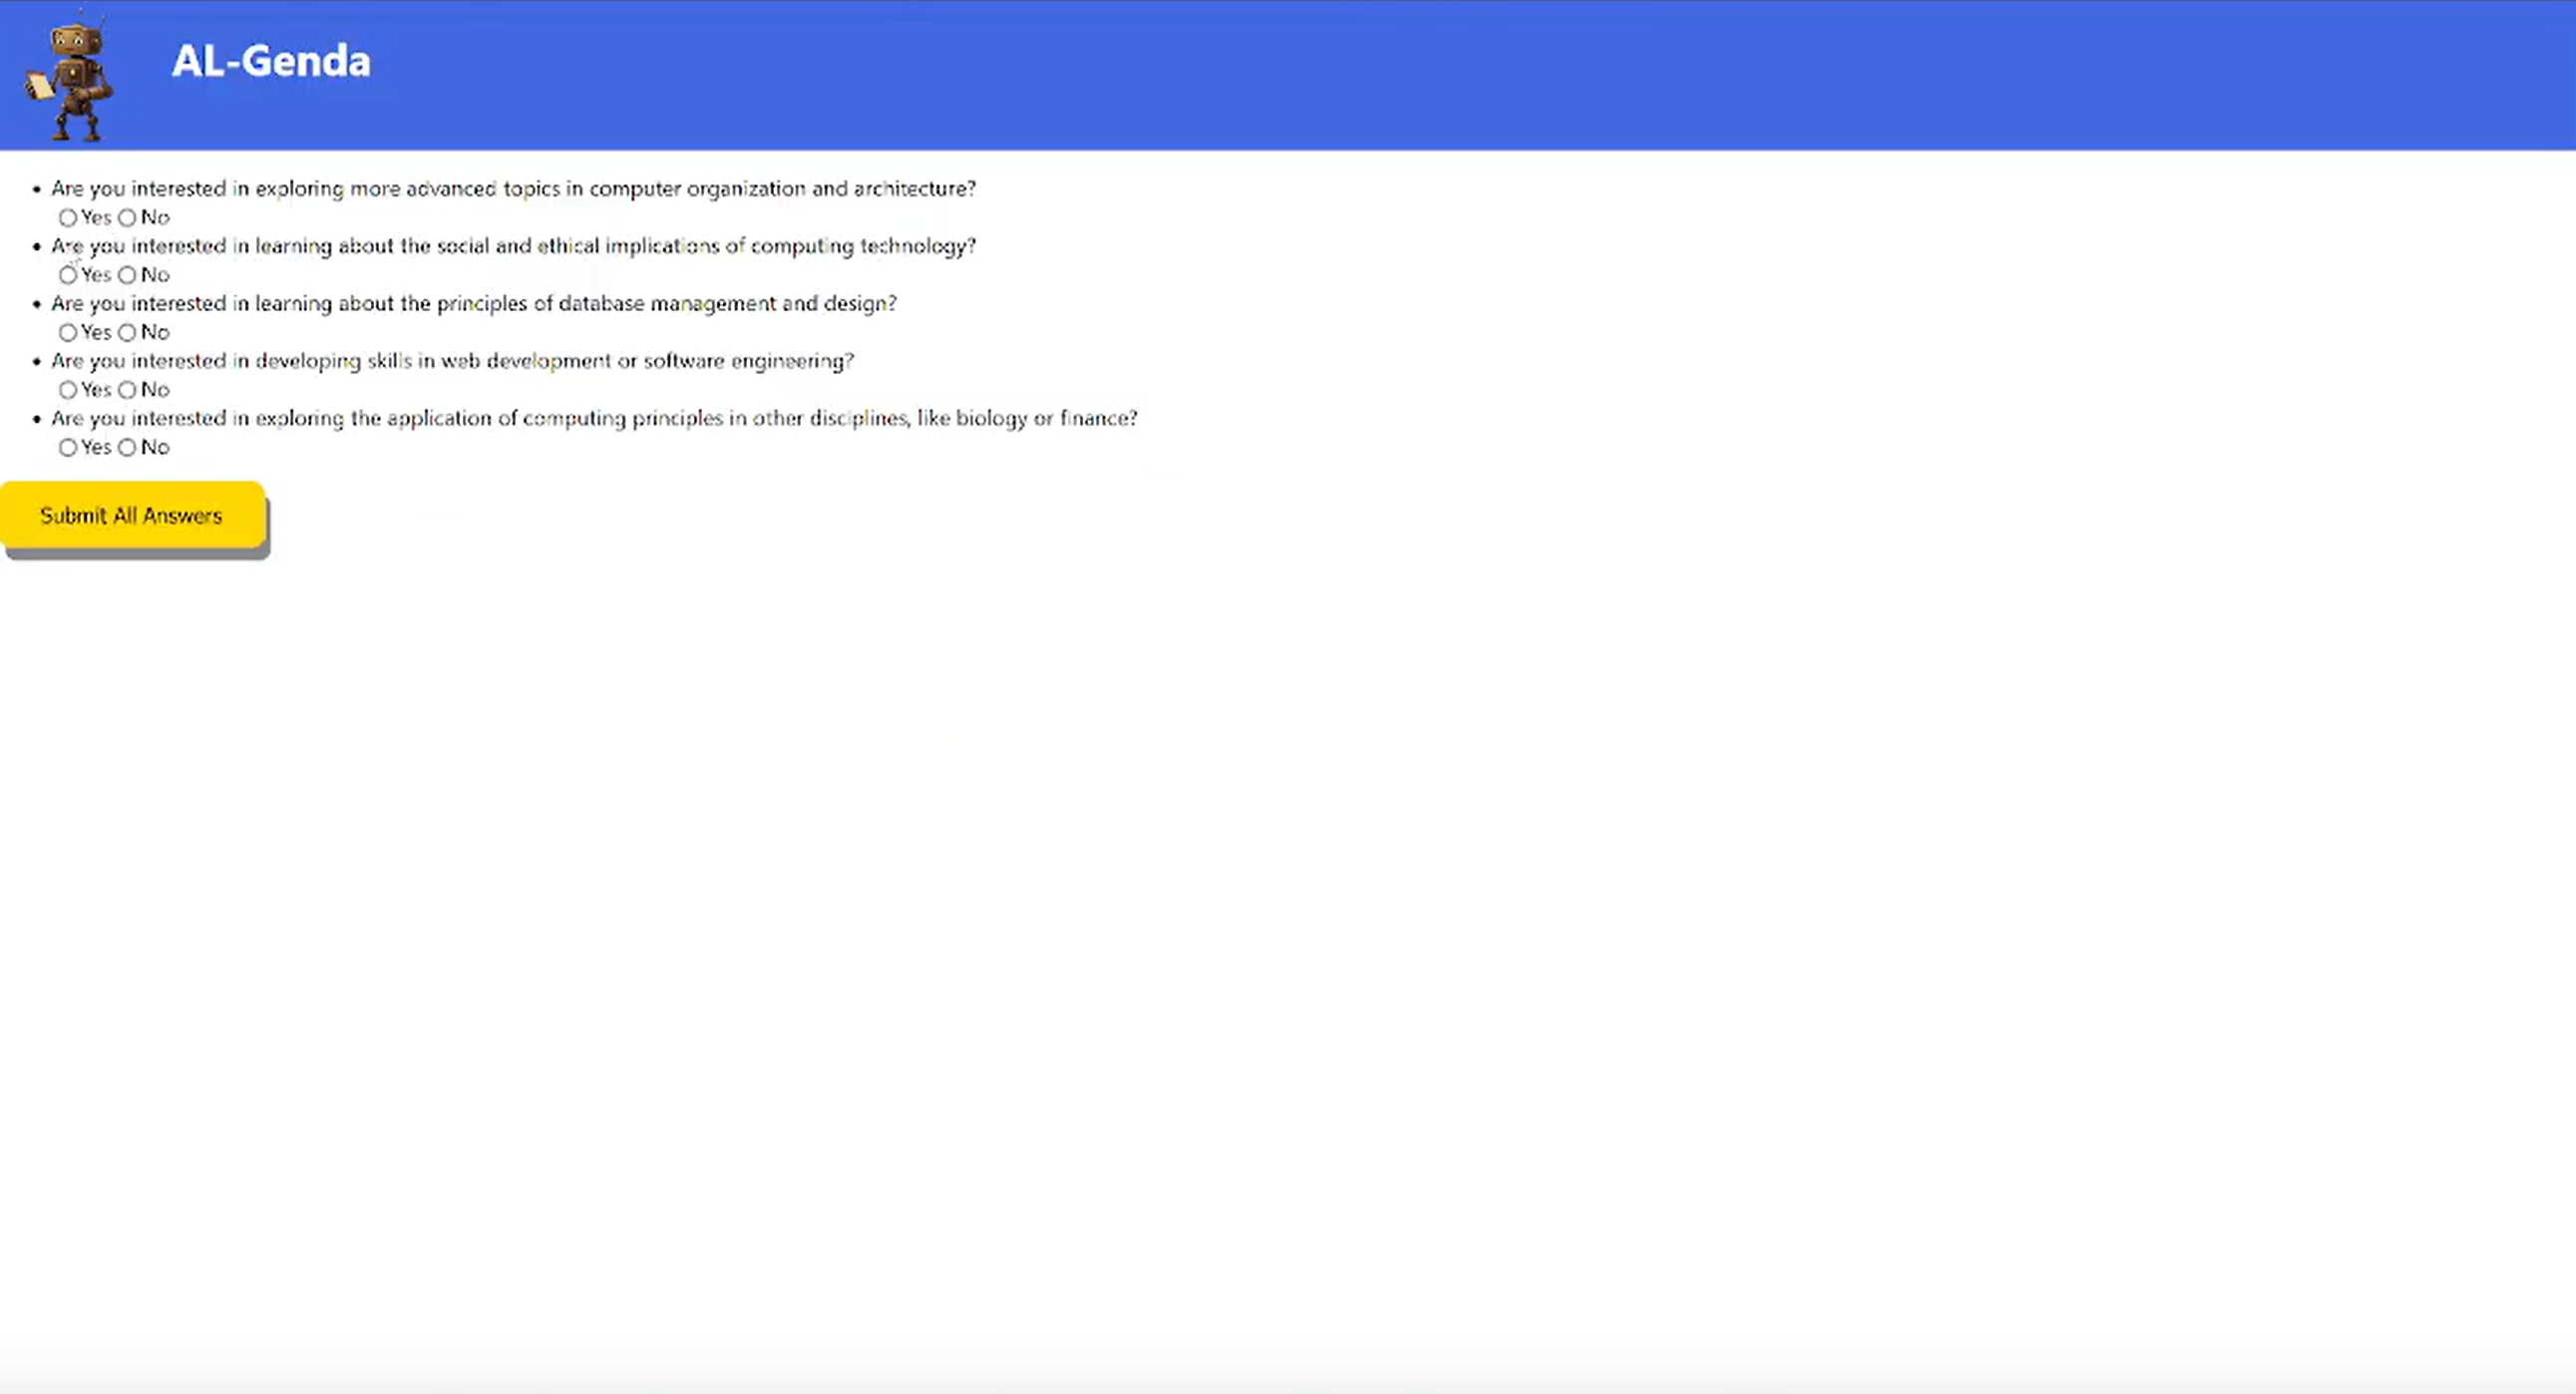 AL-Genda
• Are you interested in exploring more advanced topics in computer organization and architecture?
Yes No
• Are you interested in learning about the social and ethical implications of computing technology?
Yes No
• Are you interested in learning about the principles of database management and design?
Yes No
• Are you interested in developing skills in web development or software engineering?
Yes No
• Are you interested in exploring the application of computing principles in other disciplines, like biology or finance?
Yes No
Submit All Answers